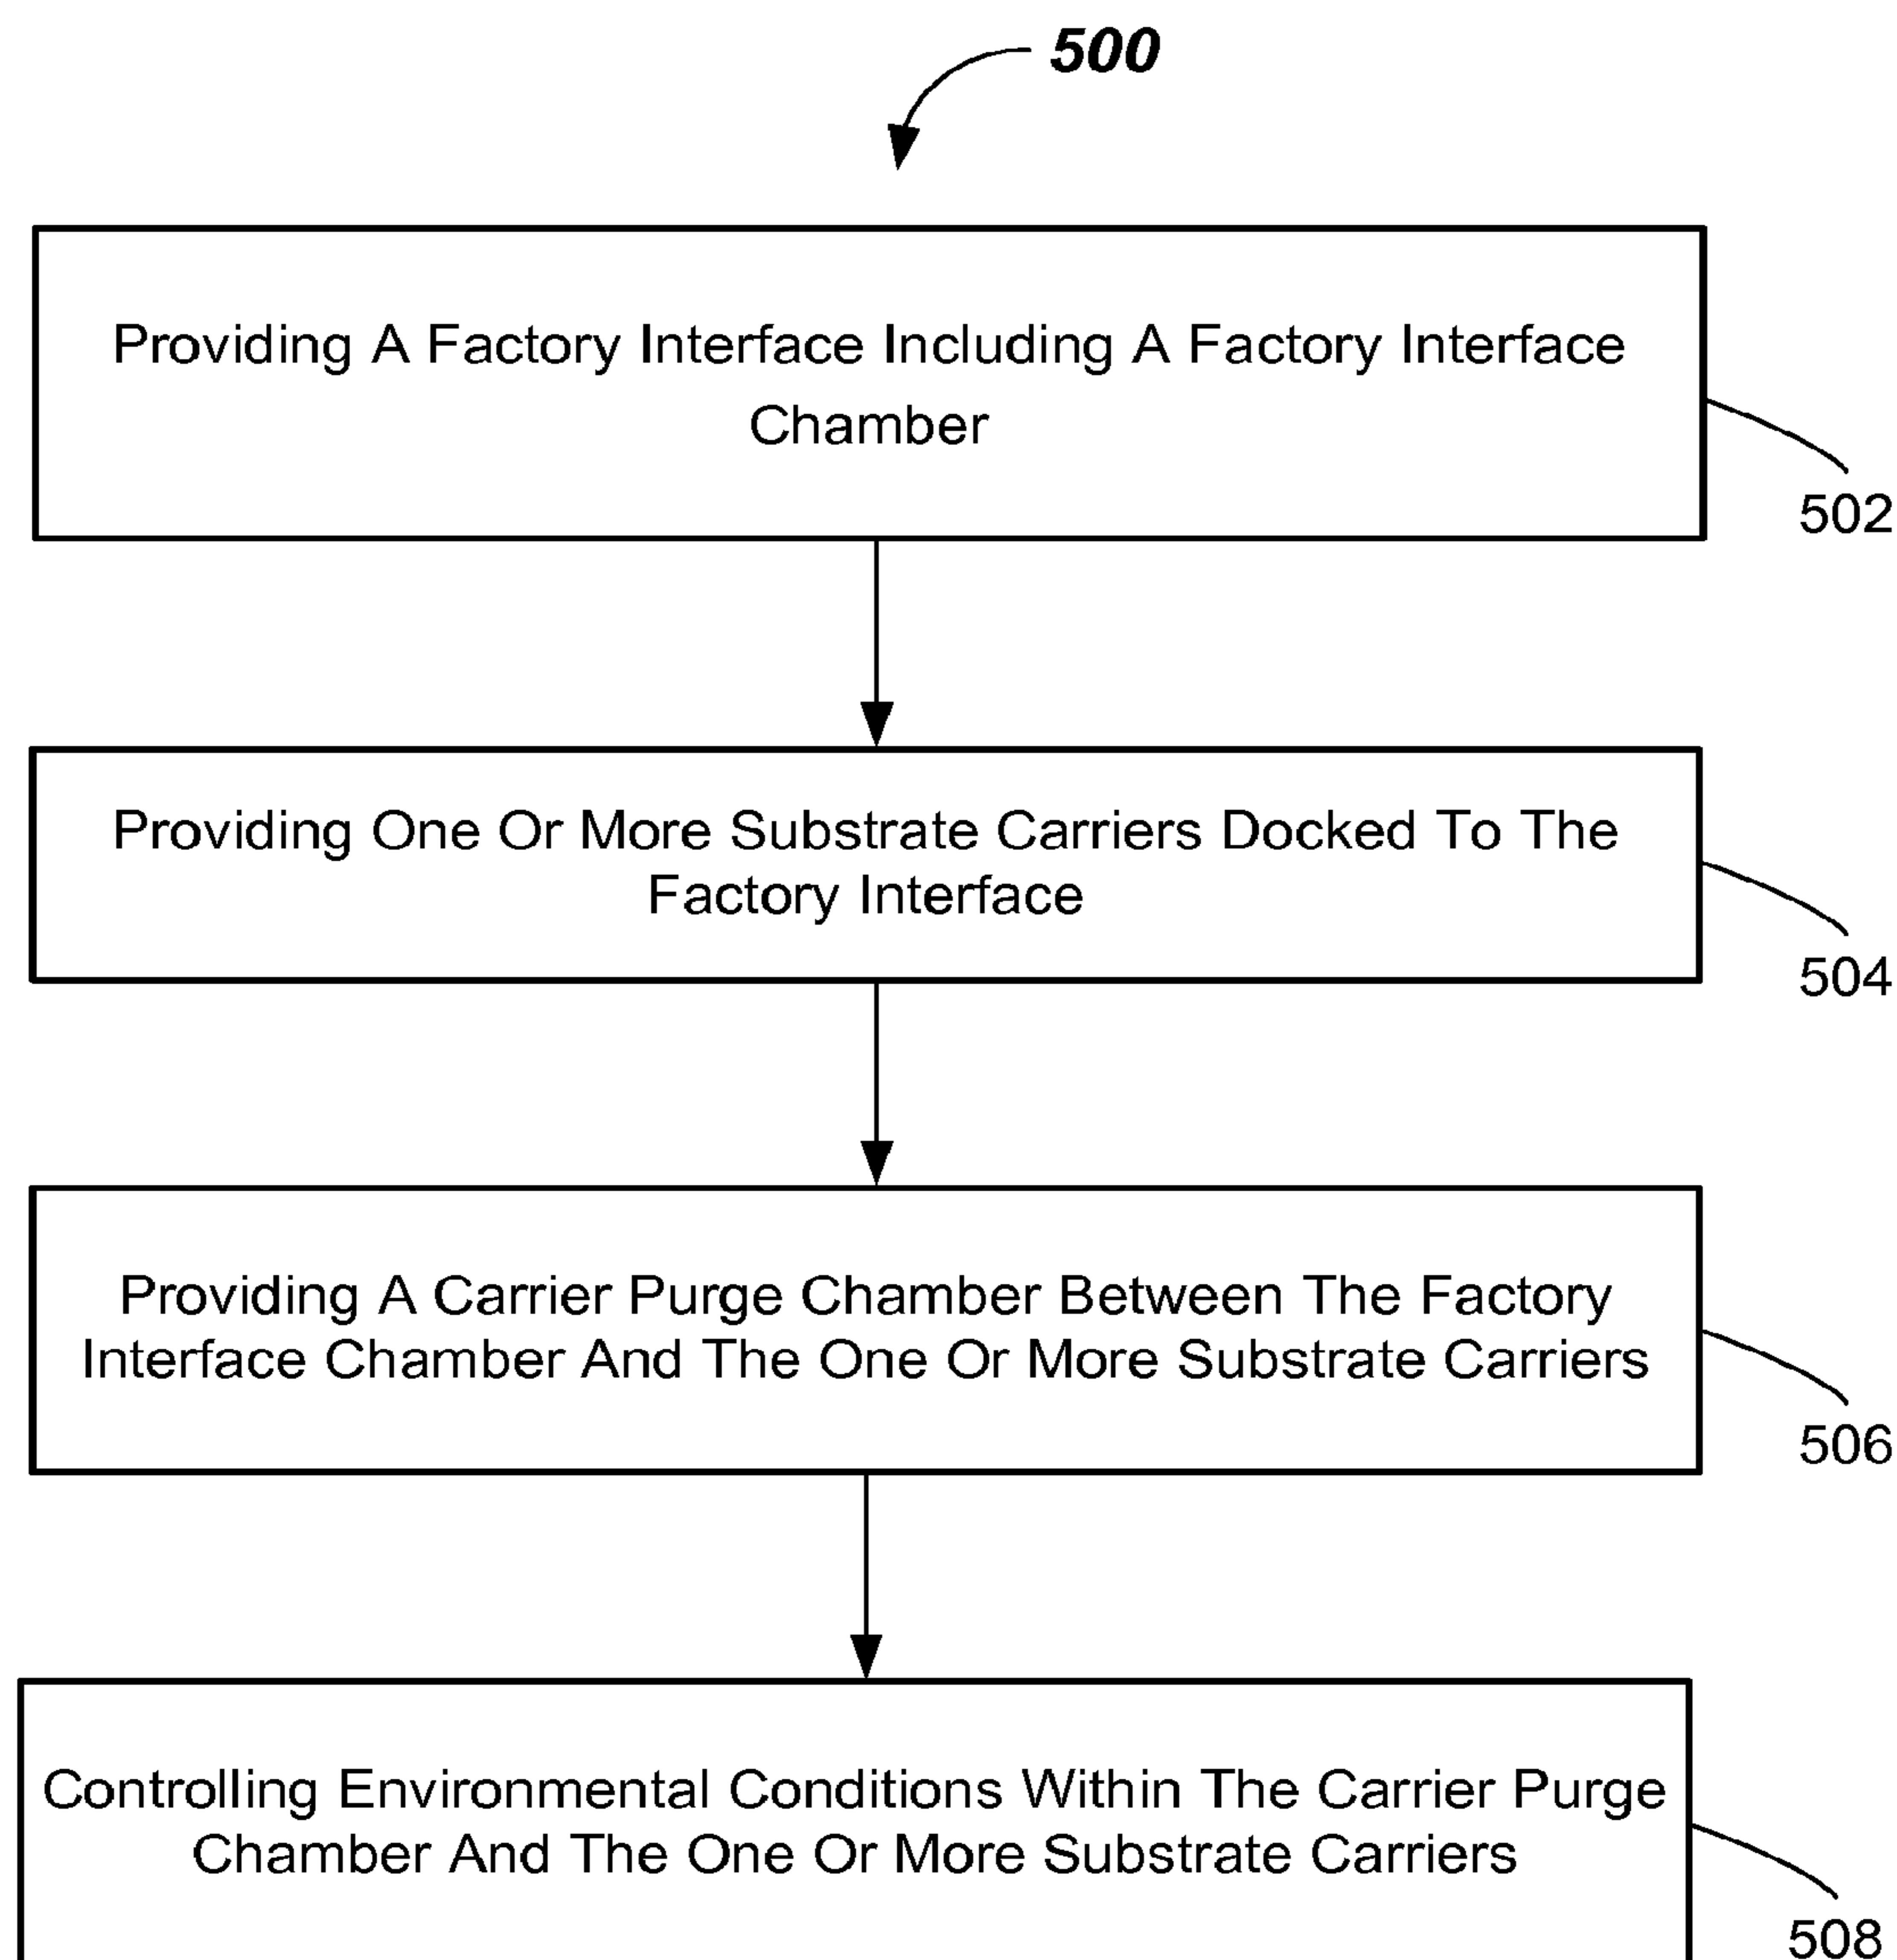 500
Providing A Factory Interface Including A Factory Interface
Chamber
502
Providing One Or More Substrate Carriers Docked To The
Factory Interface
504
Providing A Carrier Purge Chamber Between The Factory
Interface Chamber And The One Or More Substrate Carriers
506
Controlling Environmental Conditions Within The Carrier Purge
Chamber And The One Or More Substrate Carriers
508